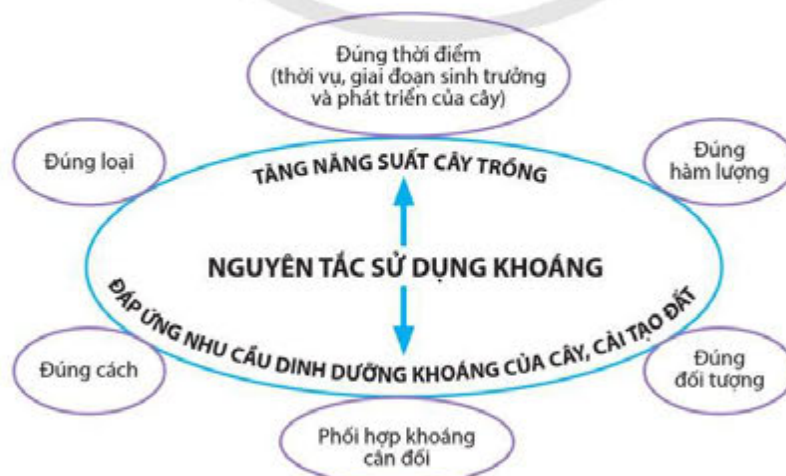 Đúng thời điểm
(thời vụ, giai đoạn sinh trưởng
và phát triển của cây)
Đúng loại
Đúng
hàm lượng
TĂNG NĂNG SUẤT CÂY TRỒNG
NGUYÊN TẮC SỬ DỤNG KHOÁNG
ĐÁP ỨNG NHU CẦU DINH DƯỠNG KHOÁNG CỦA CÂY, CẢI TẠO ĐẤT
Đúng cách
Đúng
đối tượng
Phối hợp khoáng
cân đối